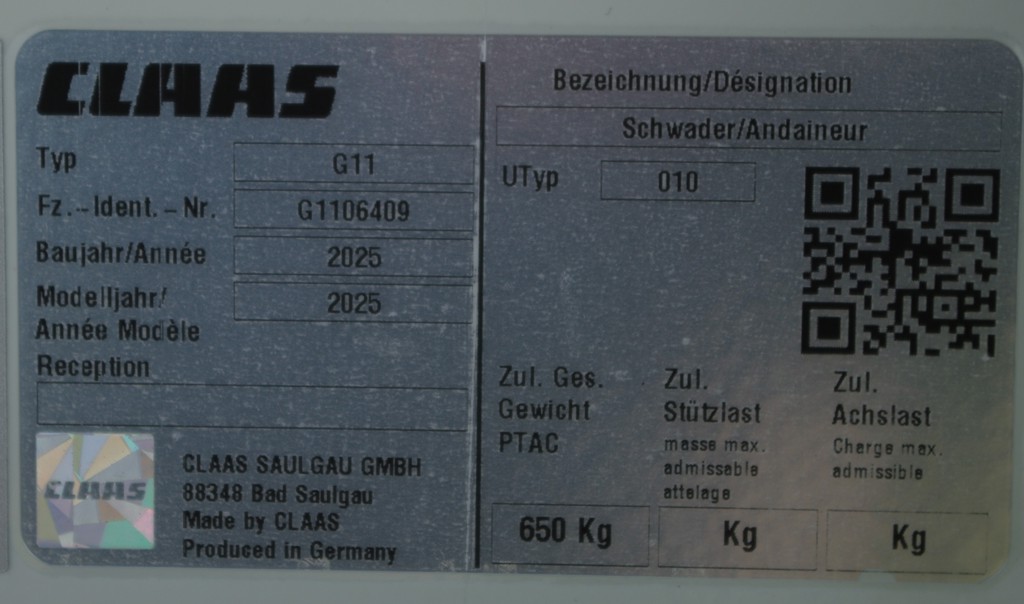 CLAAS
Typ G11
Fz.-Ident.-Nr. G1106409
Baujahr/Année 2025
Modelljahr/ 2025
Année Modèle
Reception
CLAAS
CLAAS SAULGAU GMBH
88348 Bad Saulgau
Made by CLAAS
Produced in Germany
Bezeichnung/Désignation
Schwader/Andaineur
UTyp 010
Zul. Ges.
Gewicht
PTAC
650 Kg
Zul.
Stützlast
masse max.
admissable
attelage
Kg
Zul.
Achslast
Charge max.
admissible
Kg